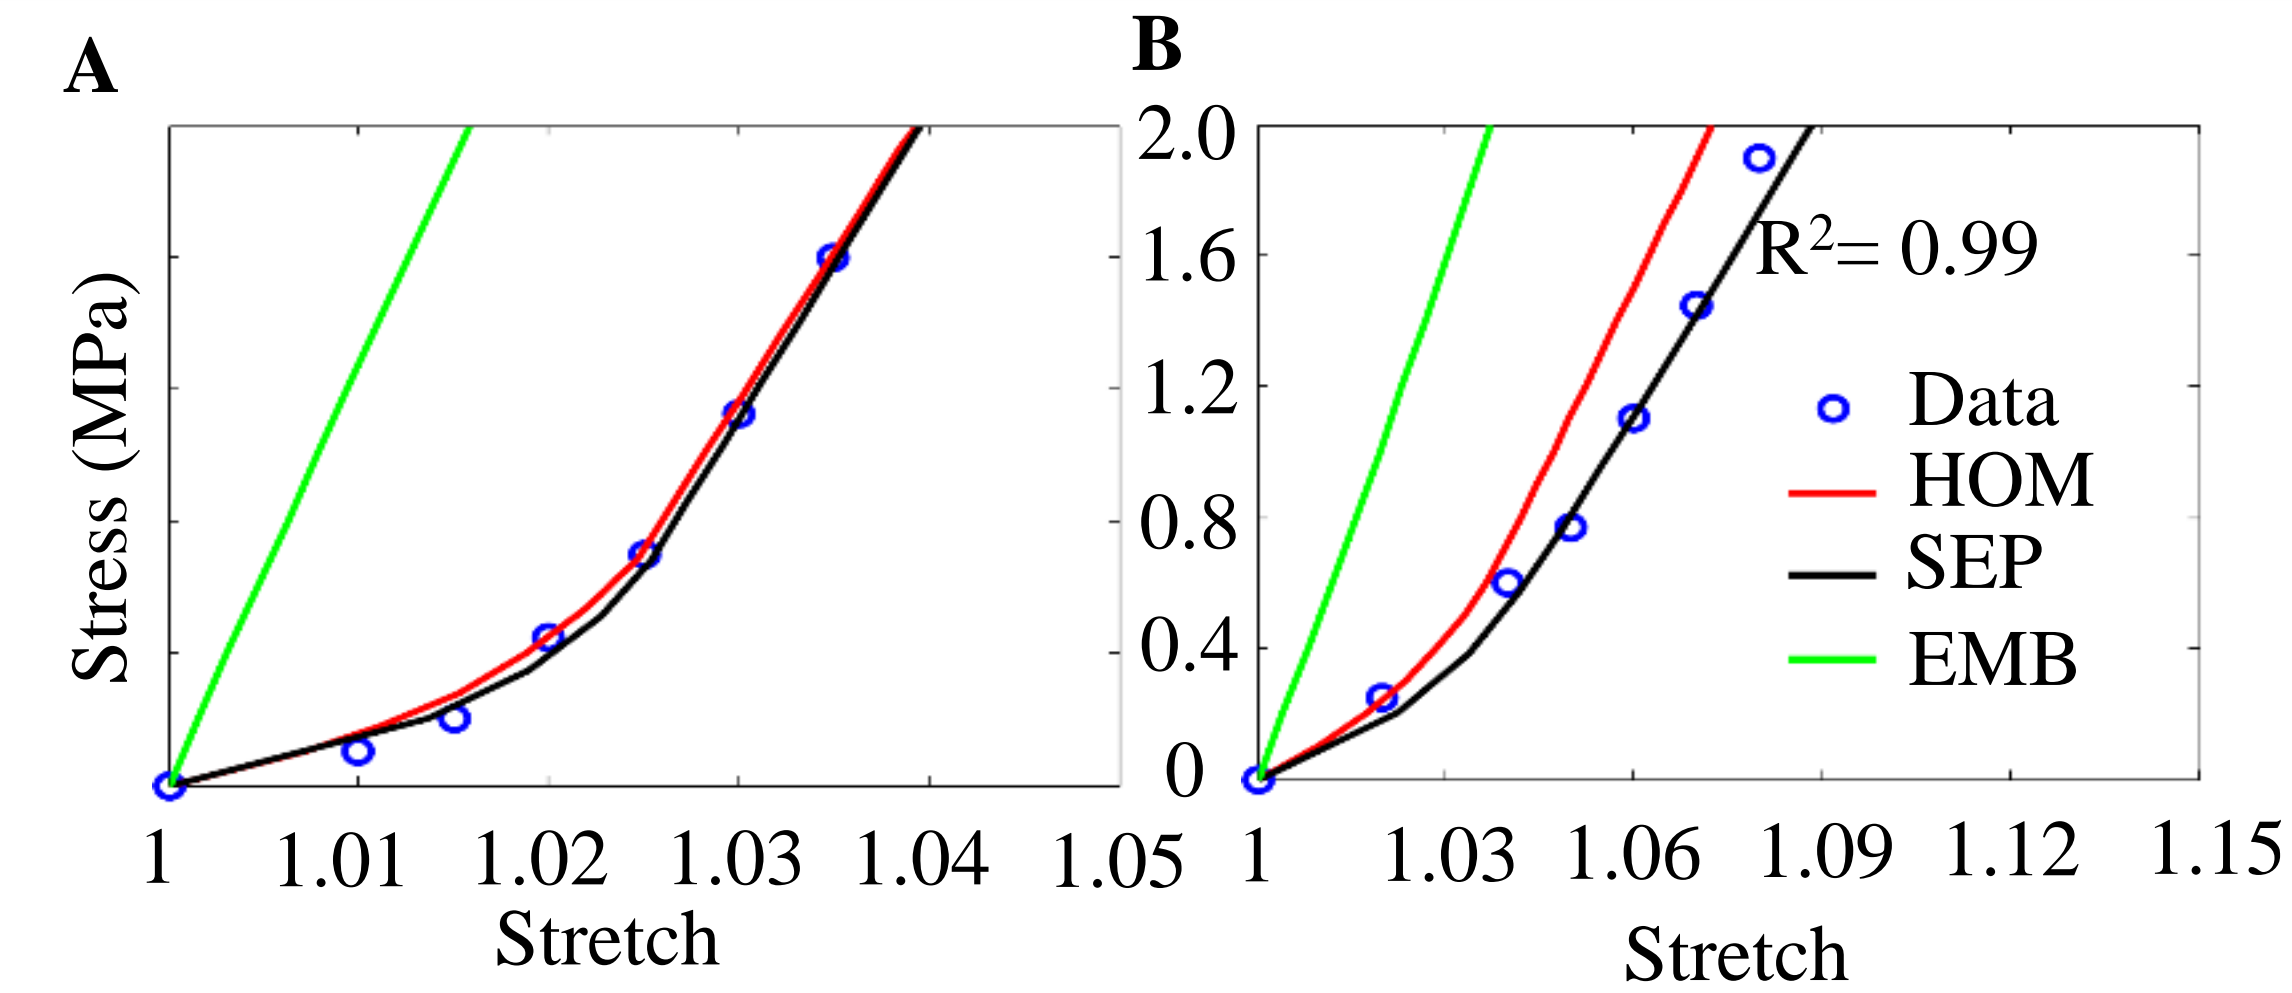 A
B
Stress (MPa)
1 1.01 1.02 1.03 1.04 1.05
Stretch
2.0
1.6
1.2
0.8
0.4
0
R²= 0.99
Data
HOM
SEP
EMB
1 1.03 1.06 1.09 1.12 1.15
Stretch